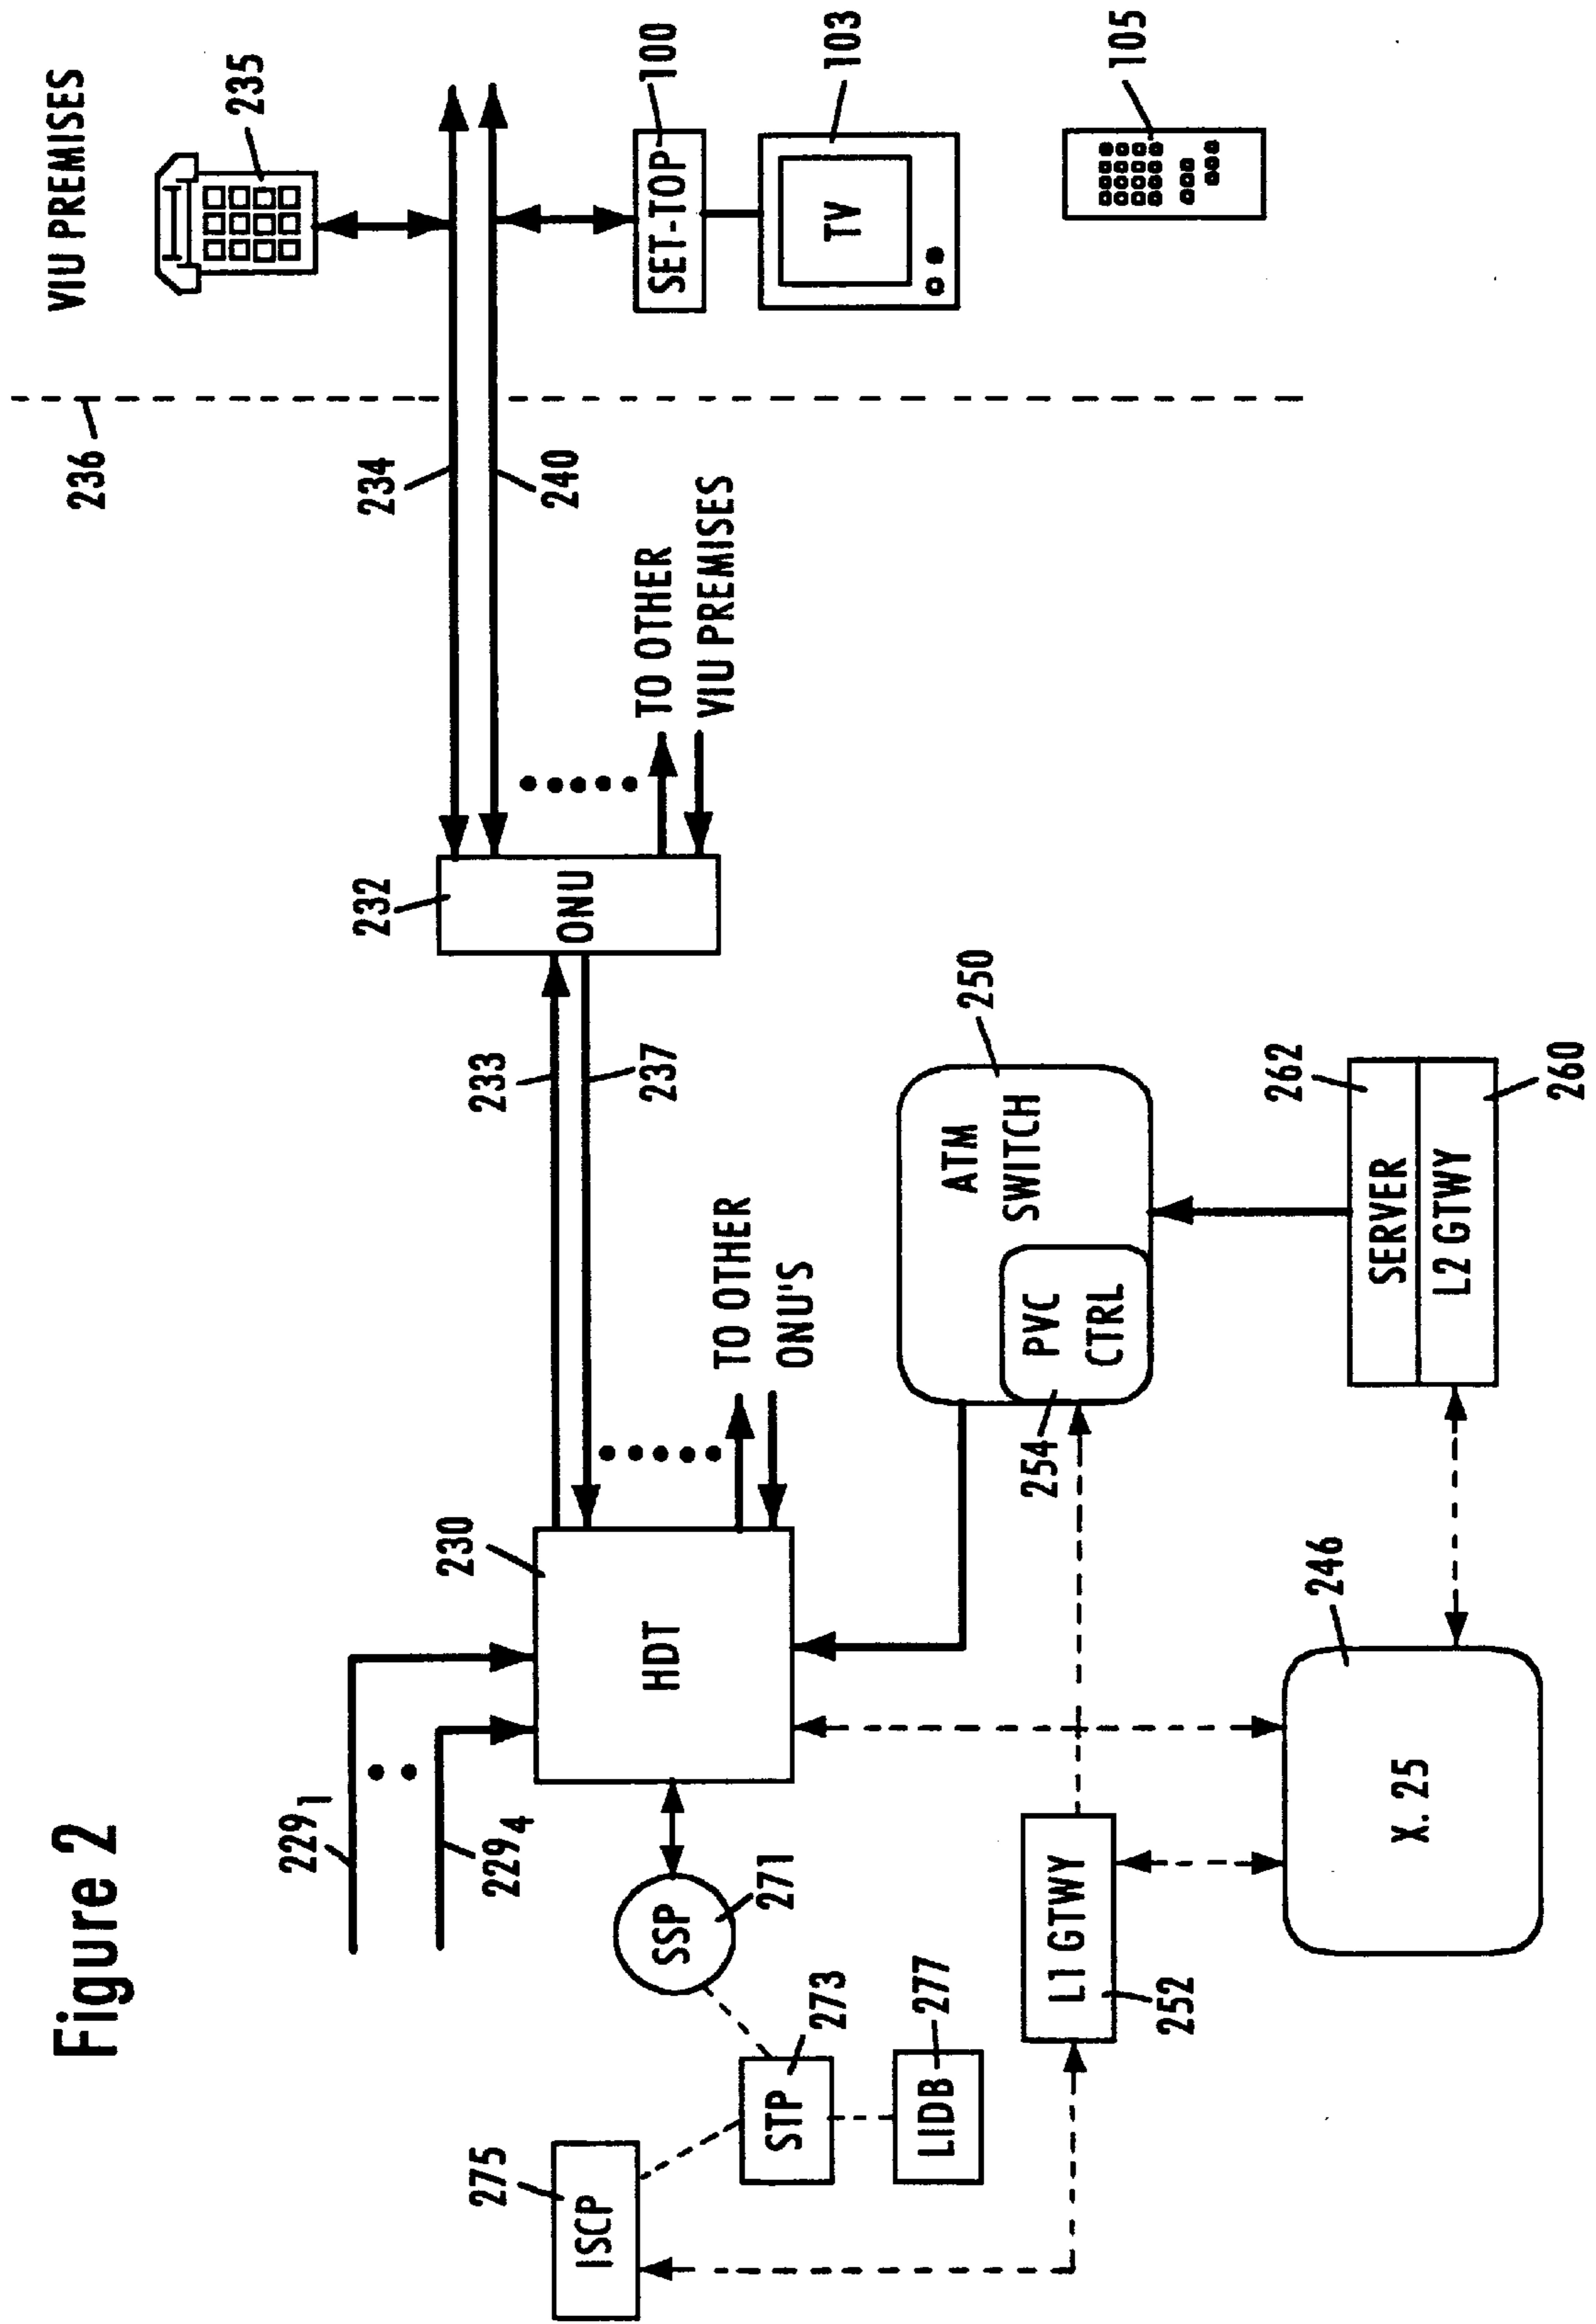 Figure 2
VIU PREMISES
236
235
234
240
229₁
229₄
230
HDT
233
237
232
ONU
TO OTHER
VIU PREMISES
TO OTHER
ONU'S
SET-TOP
100
TV
103
105
275
ISCP
SSP
271
STP
273
LIDB
277
ATM
SWITCH
250
PVC
CTRL
254
L1 GTWY
252
X.25
246
SERVER
262
L2 GTWY
260